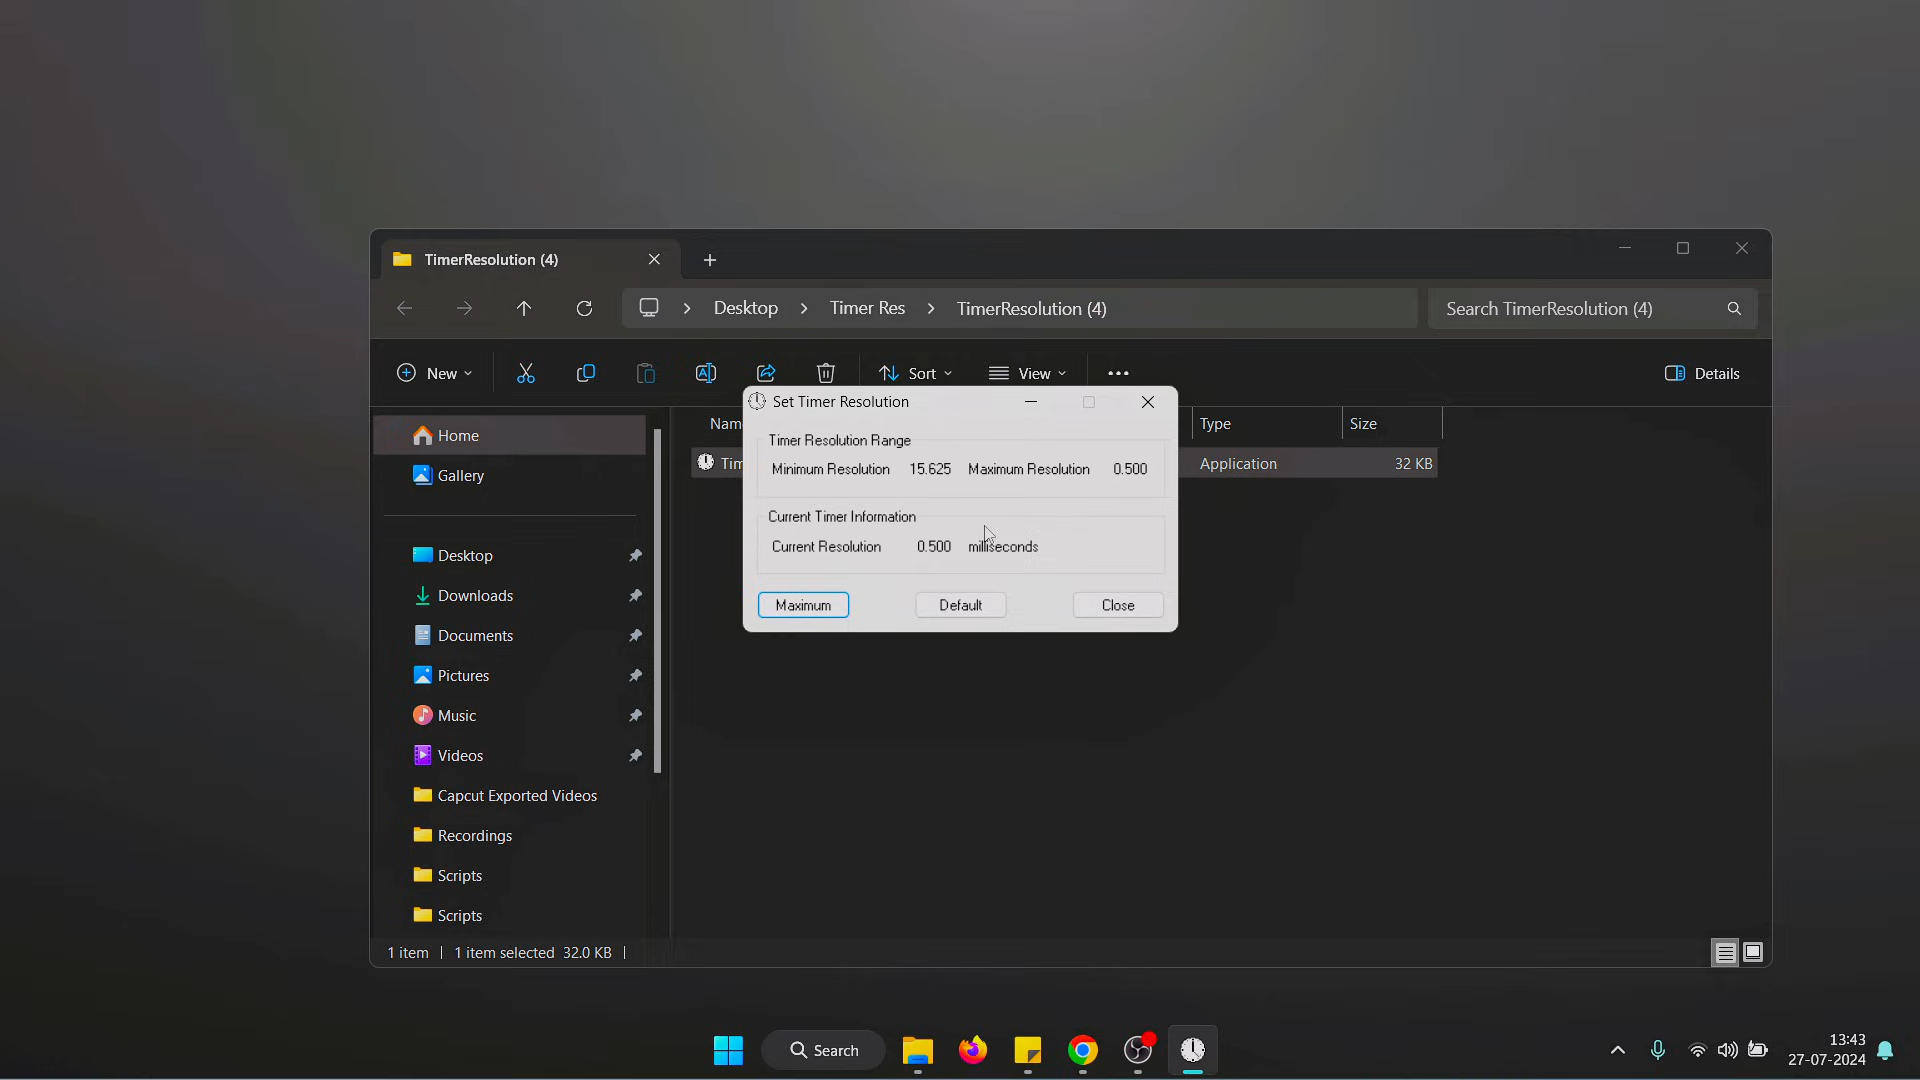 TimerResolution (4)
Desktop
Timer Res
TimerResolution (4)
Search TimerResolution (4)
New
Sort
View
Details
Home
Gallery
Desktop
Downloads
Documents
Pictures
Music
Videos
Capcut Exported Videos
Recordings
Scripts
Scripts
Type
Size
Application
32 KB
Set Timer Resolution
Timer Resolution Range
Minimum Resolution 15.625 Maximum Resolution 0.500
Current Timer Information
Current Resolution 0.500 milliseconds
Maximum
Default
Close
1 item
1 item selected 32.0 KB
Search
13:43
27-07-2024